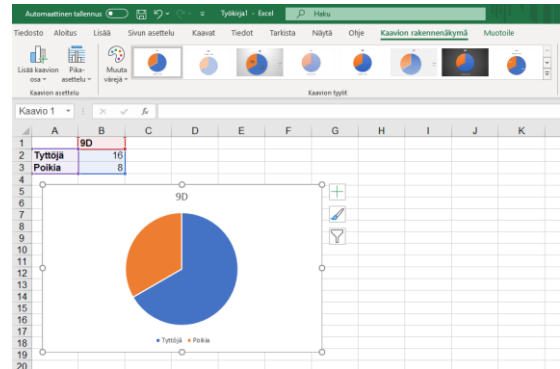 Automaattinen tallennus Työkirja1 - Excel Haku
Tiedosto Aloitus Lisää Sivun asettelu Kaavat Tiedot Tarkista Näytä Ohje Kaavion rakennenäkymä Muotoile
Lisää kaavion osa Pika-asettelu Muuta värejä
Kaavion asettelu Kaavion tyylit
Kaavio 1 fx
A B C D E F G H I J K
1 9D
2 Tyttöjä 16
3 Poikia 8
4
5
6 9D
7
8
9
10
11
12
13
14
15
16
17
18 Tyttöjä Poikia
19
20